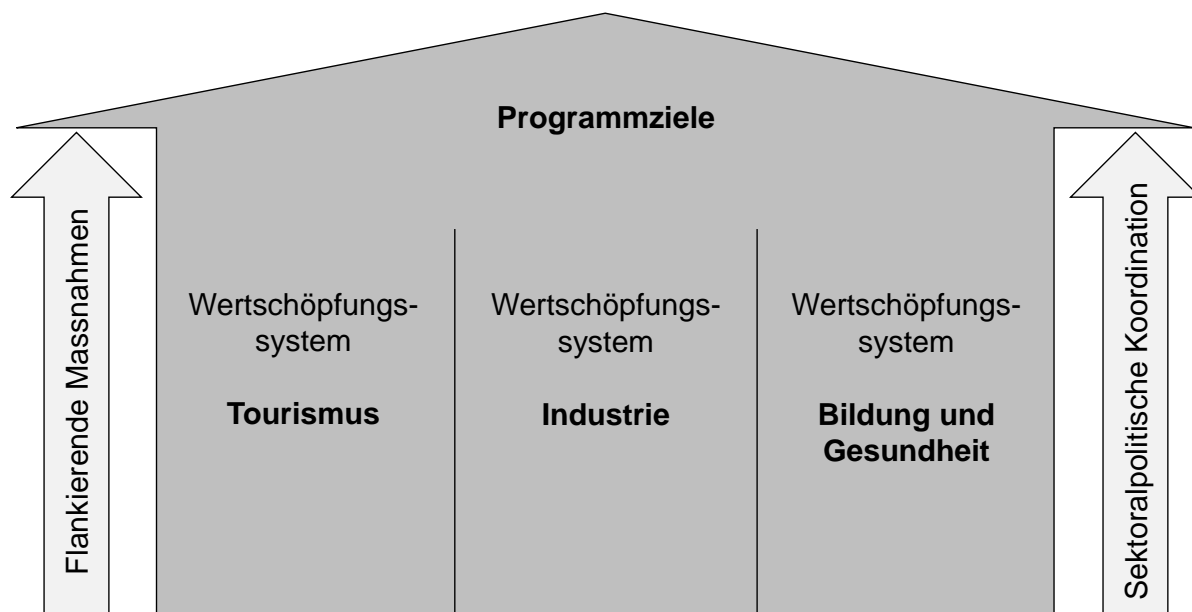 Programmziele
Flankierende Massnahmen
Wertschöpfungs-
system
Tourismus
Wertschöpfungs-
system
Industrie
Wertschöpfungs-
system
Bildung und
Gesundheit
Sektoralpolitische Koordination